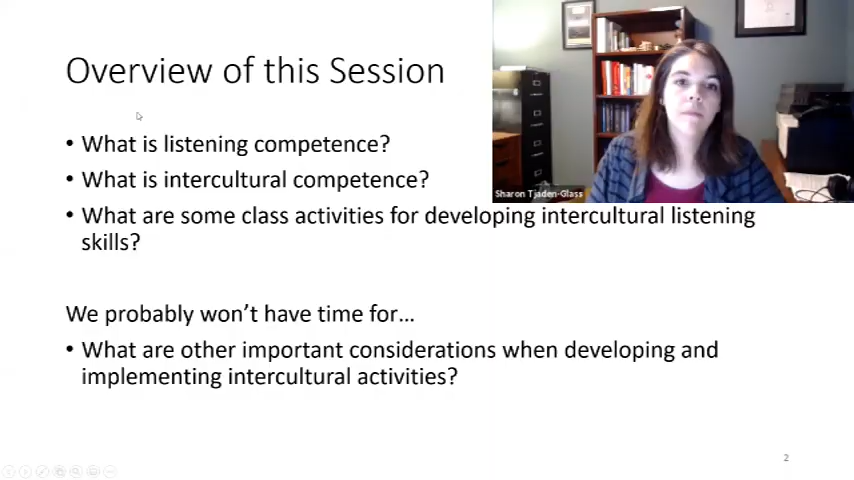 Overview of this Session
• What is listening competence?
• What is intercultural competence?
• What are some class activities for developing intercultural listening
skills?
We probably won’t have time for…
• What are other important considerations when developing and
implementing intercultural activities?
Sharon Tjaden-Glass
2